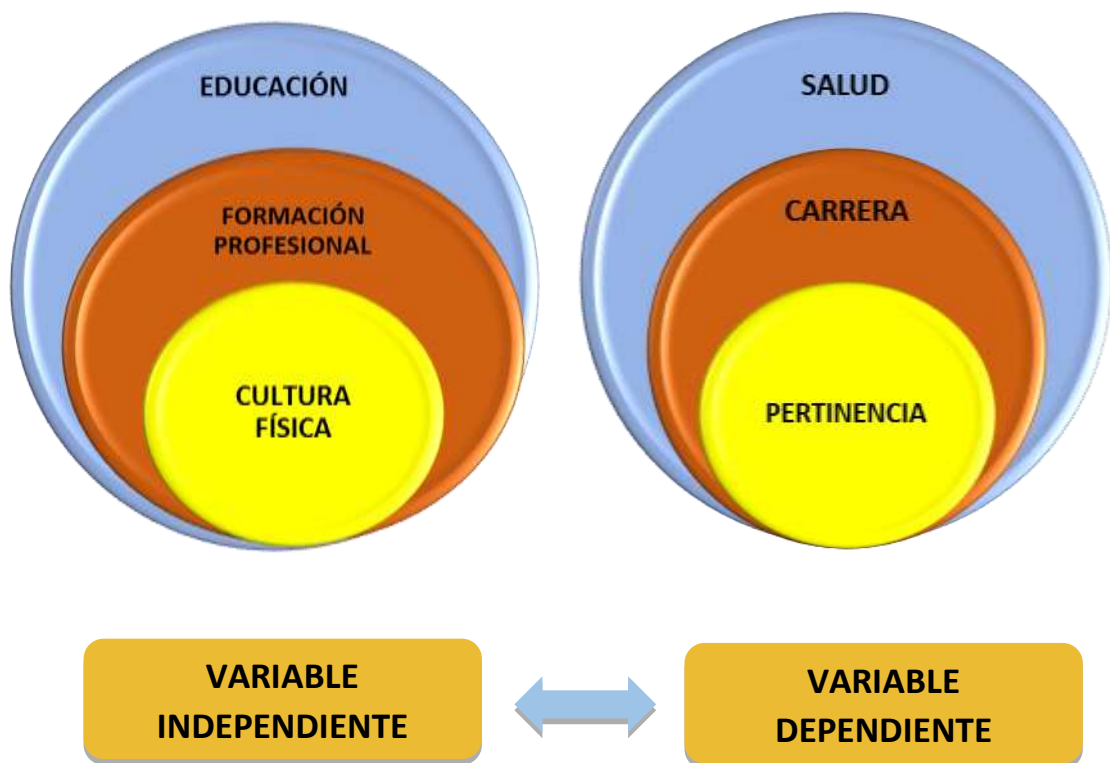 EDUCACIÓN
FORMACIÓN
PROFESIONAL
CULTURA
FÍSICA
SALUD
CARRERA
PERTINENCIA
VARIABLE
INDEPENDIENTE
VARIABLE
DEPENDIENTE